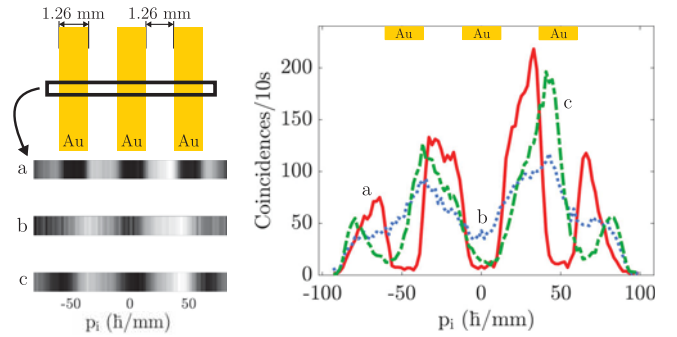 1.26 mm 1.26 mm
Au Au Au
a
b
c
-50 0 50
pᵢ (ħ/mm)
Au Au Au
Coincidences/10s
200
150
100
50
0
a
b
c
-100 -50 0 50 100
pᵢ (ħ/mm)